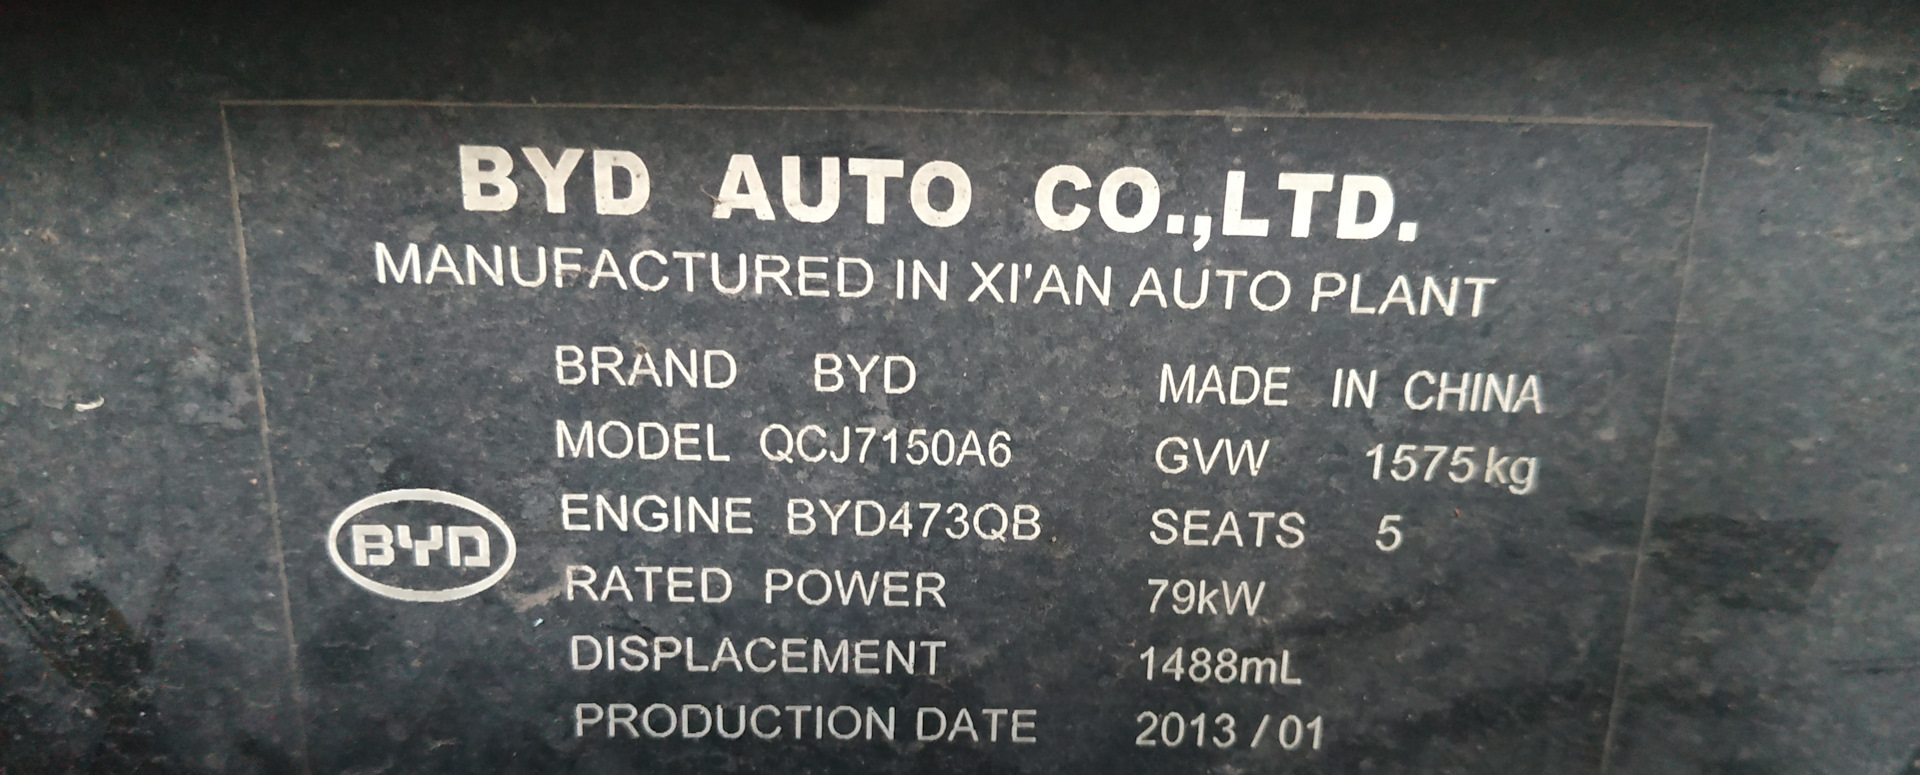 BYD AUTO CO.,LTD.
MANUFACTURED IN XI'AN AUTO PLANT
BRAND BYD MADE IN CHINA
MODEL QCJ7150A6 GVW 1575kg
ENGINE BYD473QB SEATS 5
BYD
RATED POWER 79kW
DISPLACEMENT 1488mL
PRODUCTION DATE 2013/01